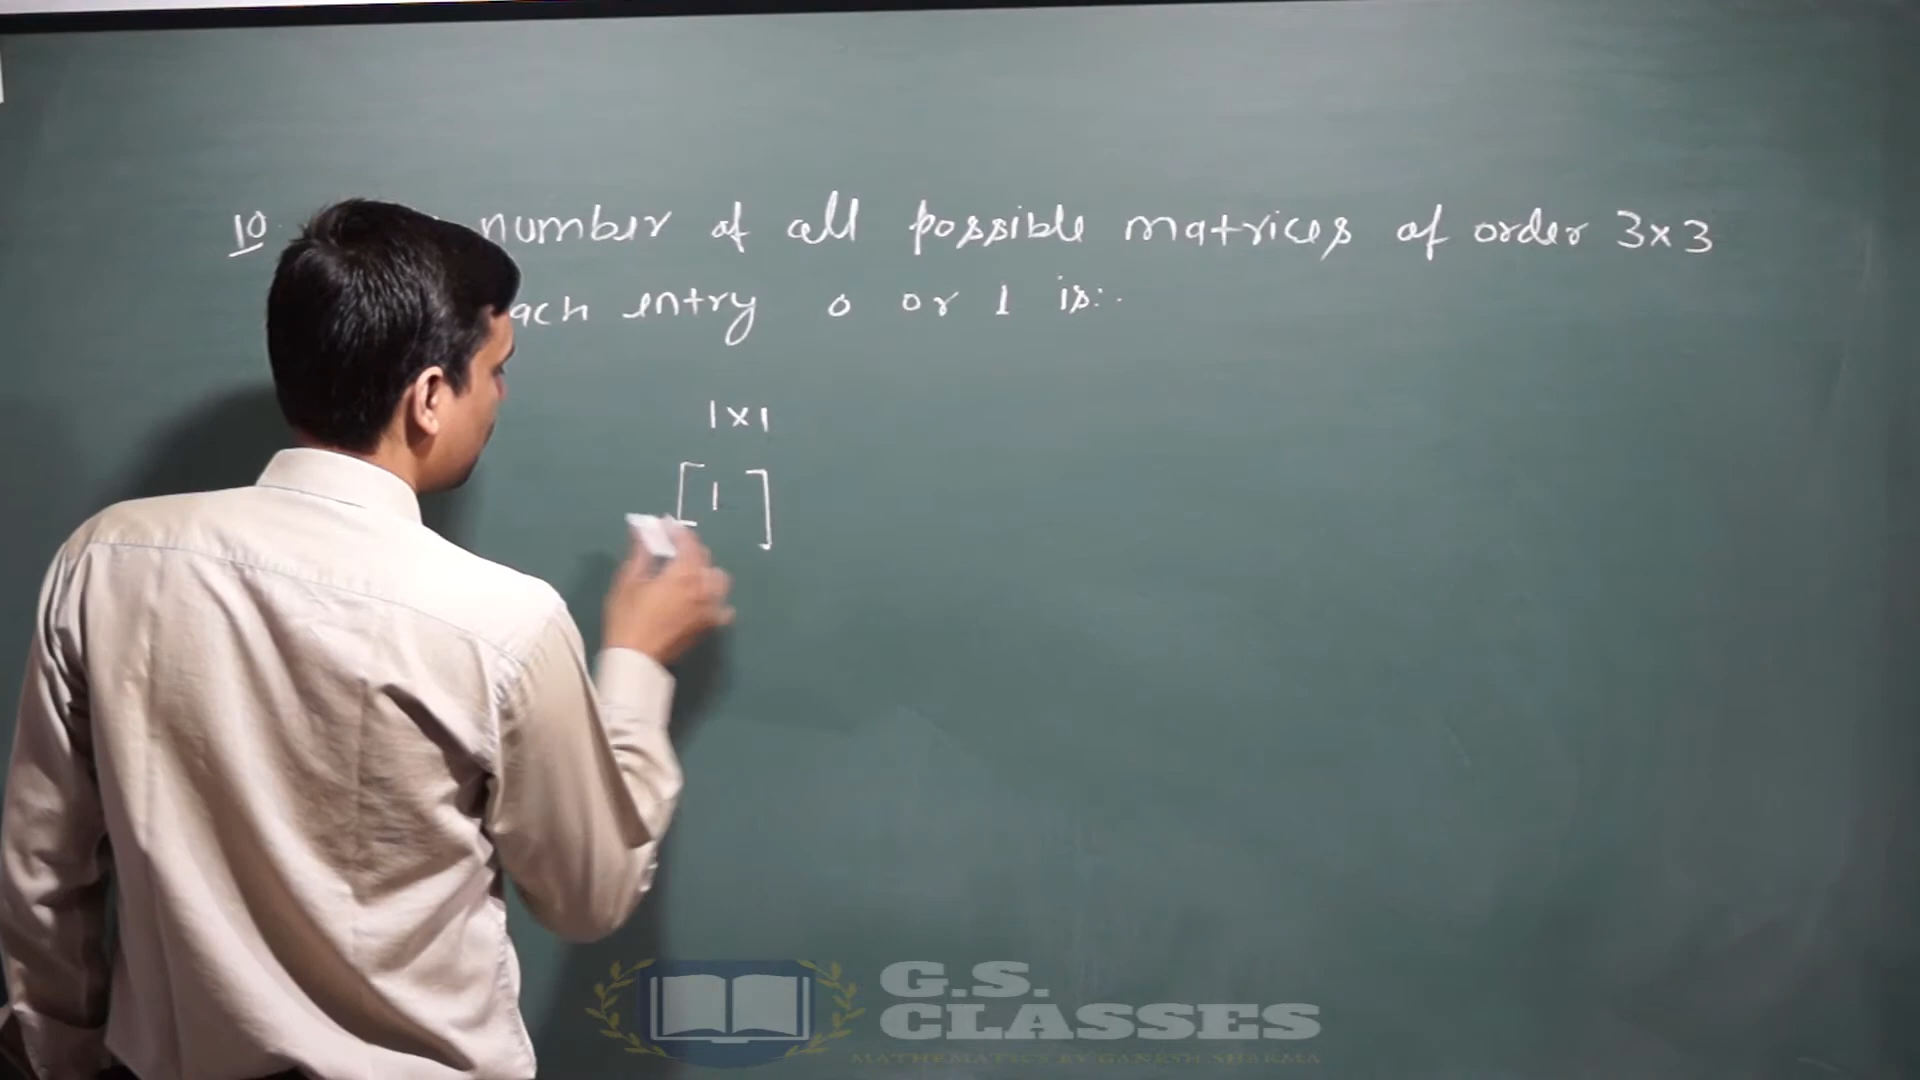 10. number of all possible matrices of order 3×3
ach entry 0 or 1 is:.
1×1
[1 ]
G.S.
CLASSES
MATHEMATICS BY GANESH SHARMA